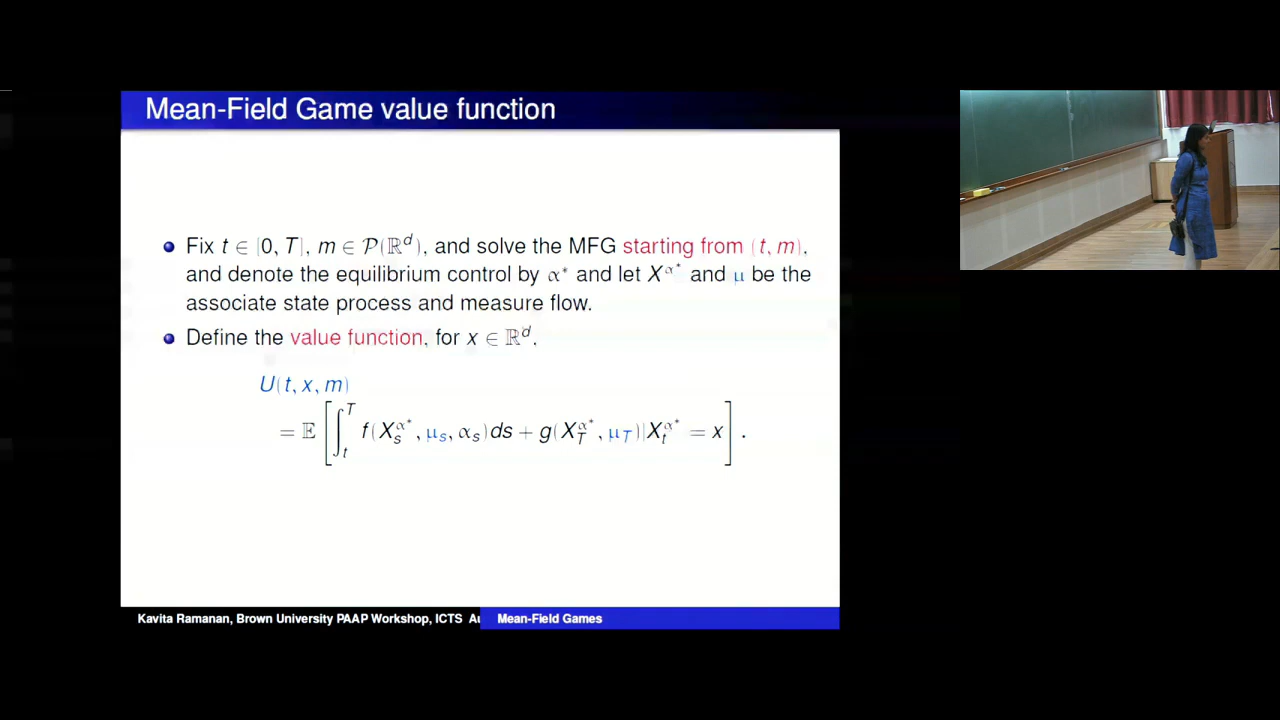 Mean-Field Game value function
Fix t ∈ [0, T], m ∈ 𝒫(ℝ^d), and solve the MFG starting from (t, m),
and denote the equilibrium control by α* and let X^{α*} and μ be the
associate state process and measure flow.
Define the value function, for x ∈ ℝ^d,
U(t, x, m)
= 𝔼 [ ∫_t^T f(X_s^{α*}, μ_s, α_s)ds + g(X_T^{α*}, μ_T)|X_t^{α*} = x ] .
Kavita Ramanan, Brown University PAAP Workshop, ICTS
Mean-Field Games